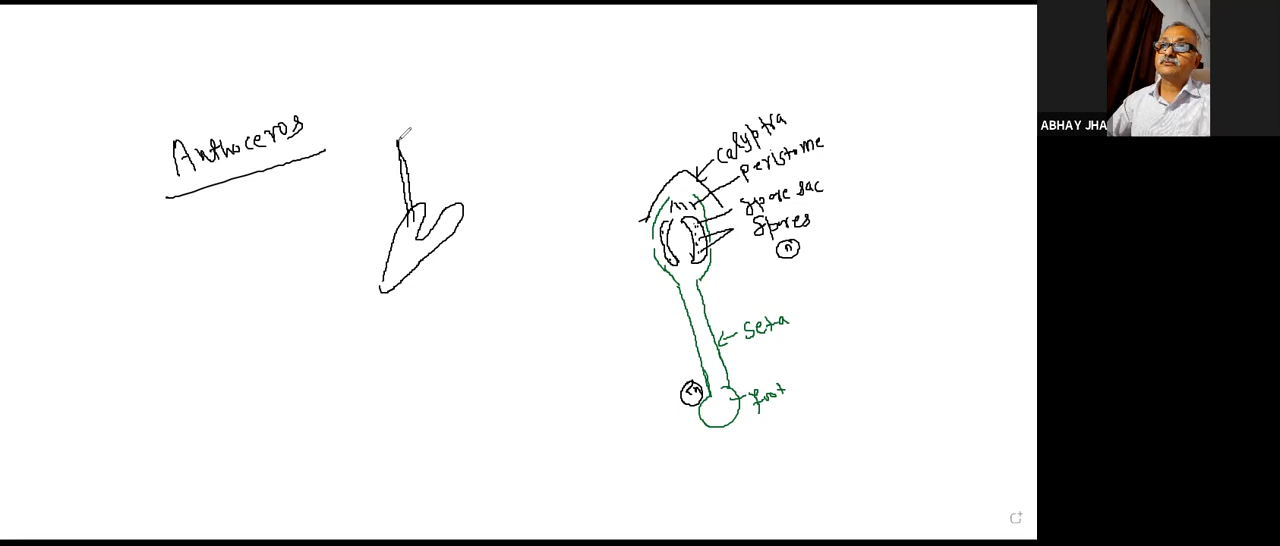 Anthoceros
calyptra
peristome
spore sac
spores
n
seta
2n
foot
ABHAY JHA